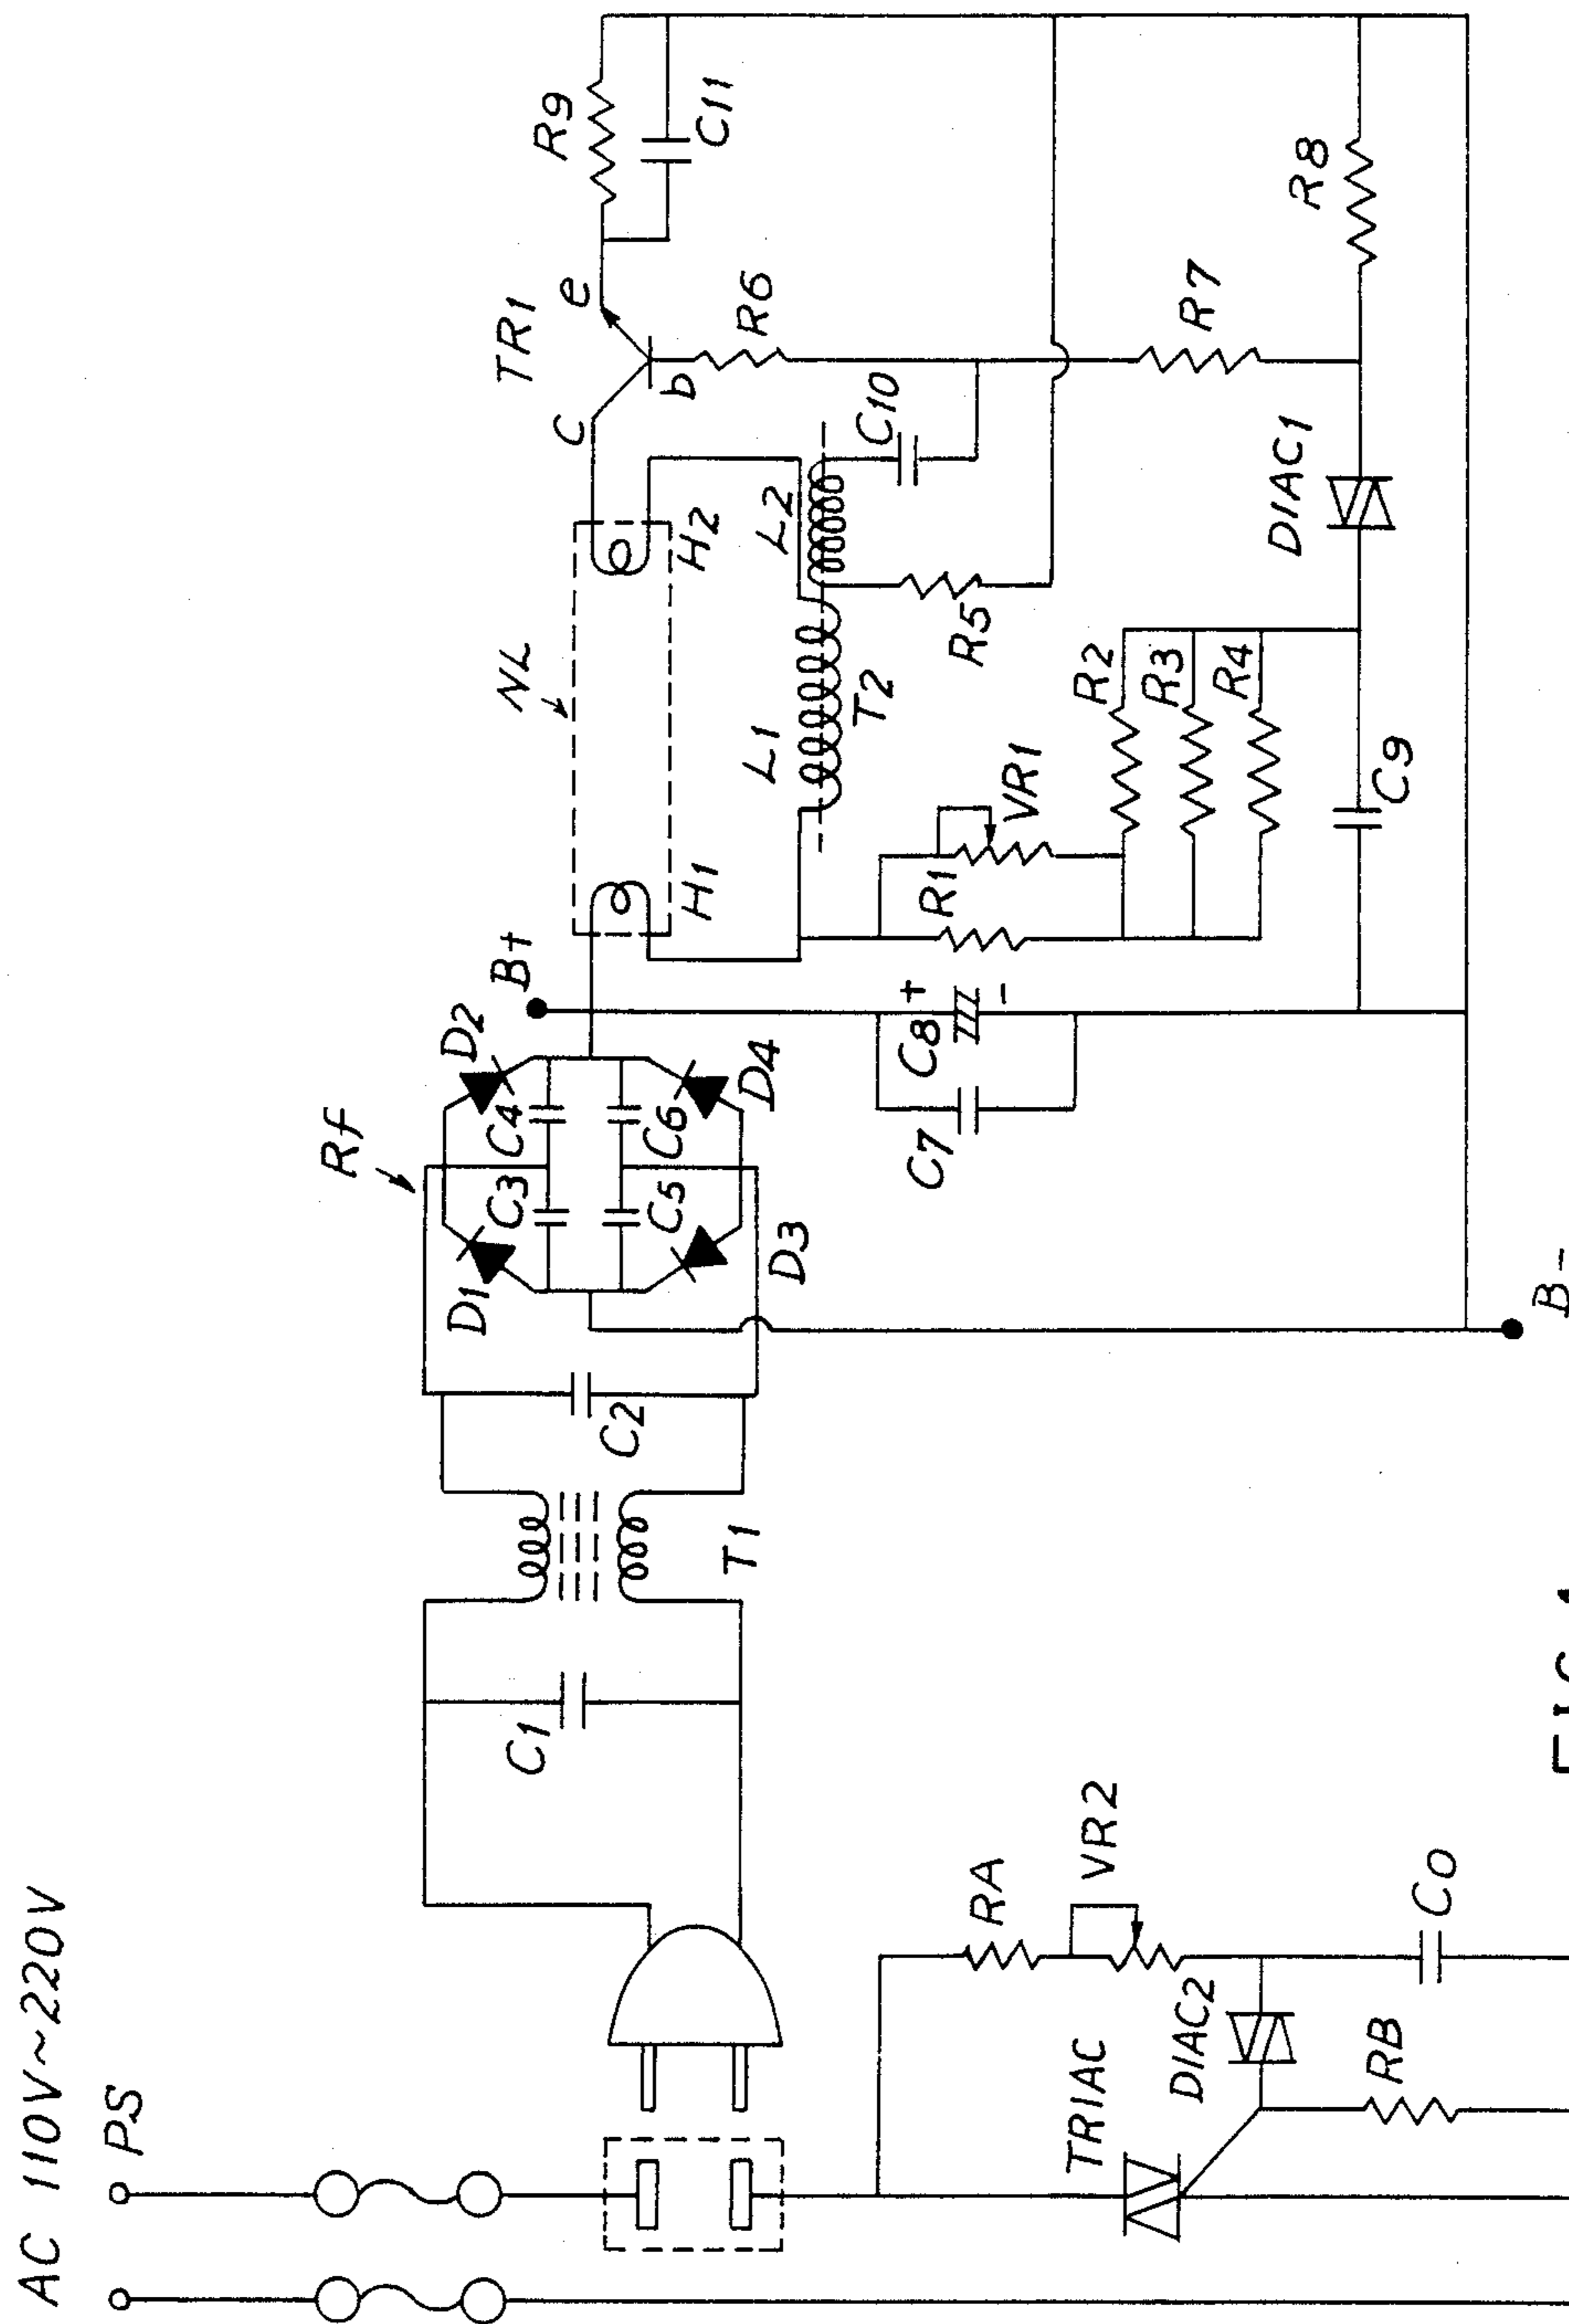 AC 110V~220V
PS
TRIAC
DIAC2
RB
RA
VR2
C0
C1
T1
C2
Rf
D1
D2
C3
C4
C5
C6
D3
D4
B+
B-
C7
C8
+
-
NL
H1
H2
L1
L2
T2
R1
VR1
R2
R3
R4
R5
C9
C10
TR1
c
b
e
R6
R7
R8
R9
C11
DIAC1